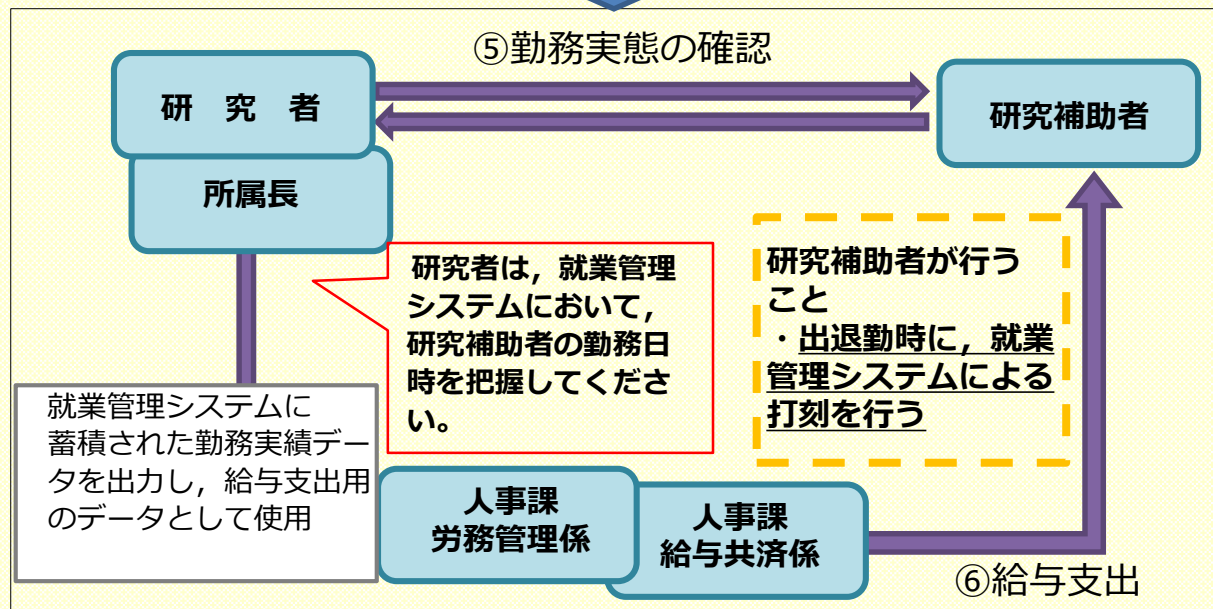 ⑤勤務実態の確認
研　究　者
研究補助者
所属長
研究者は，就業管理
システムにおいて，
研究補助者の勤務日
時を把握してくださ
い。
研究補助者が行う
こと
・出退勤時に，就業
管理システムによる
打刻を行う
就業管理システムに
蓄積された勤務実績デー
タを出力し，給与支出用
のデータとして使用
人事課
労務管理係
人事課
給与共済係
⑥給与支出